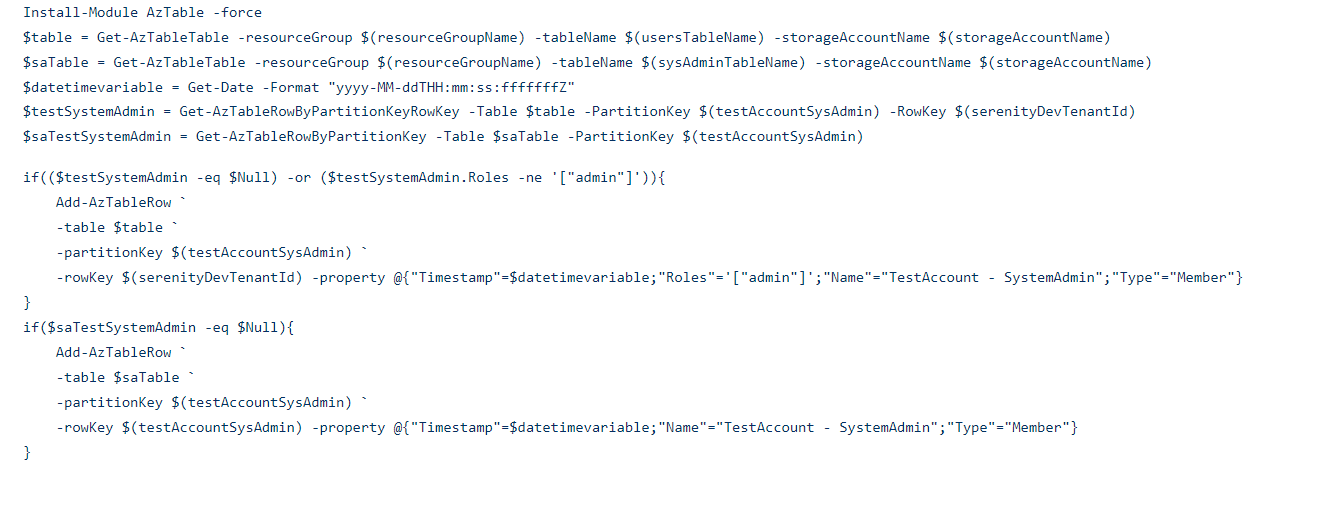 Install-Module AzTable -force
$table = Get-AzTableTable -resourceGroup $(resourceGroupName) -tableName $(usersTableName) -storageAccountName $(storageAccountName)
$saTable = Get-AzTableTable -resourceGroup $(resourceGroupName) -tableName $(sysAdminTableName) -storageAccountName $(storageAccountName)
$datetimevariable = Get-Date -Format "yyyy-MM-ddTHH:mm:ss:fffffffZ"
$testSystemAdmin = Get-AzTableRowByPartitionKeyRowKey -Table $table -PartitionKey $(testAccountSysAdmin) -RowKey $(serenityDevTenantId)
$saTestSystemAdmin = Get-AzTableRowByPartitionKey -Table $saTable -PartitionKey $(testAccountSysAdmin)
if(($testSystemAdmin -eq $Null) -or ($testSystemAdmin.Roles -ne '["admin"]')){
    Add-AzTableRow `
    -table $table `
    -partitionKey $(testAccountSysAdmin) `
    -rowKey $(serenityDevTenantId) -property @{"Timestamp"=$datetimevariable;"Roles"='["admin"]';"Name"="TestAccount - SystemAdmin";"Type"="Member"}
}
if($saTestSystemAdmin -eq $Null){
    Add-AzTableRow `
    -table $saTable `
    -partitionKey $(testAccountSysAdmin) `
    -rowKey $(testAccountSysAdmin) -property @{"Timestamp"=$datetimevariable;"Name"="TestAccount - SystemAdmin";"Type"="Member"}
}